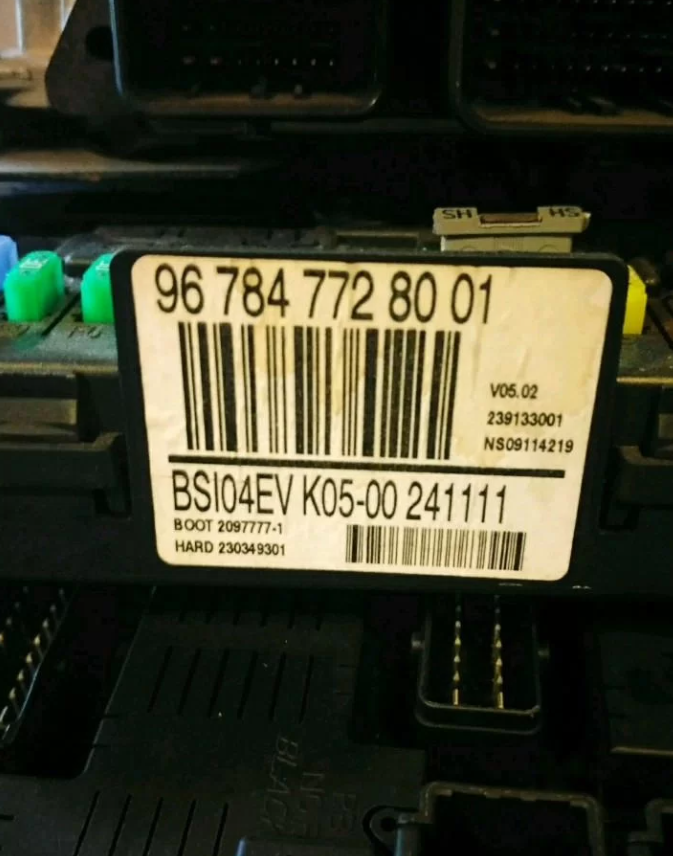 SH HS
96 784 772 80 01
V05.02
239133001
NS09114219
BSI04EV K05-00 241111
BOOT 2097777-1
HARD 230349301
BLACK